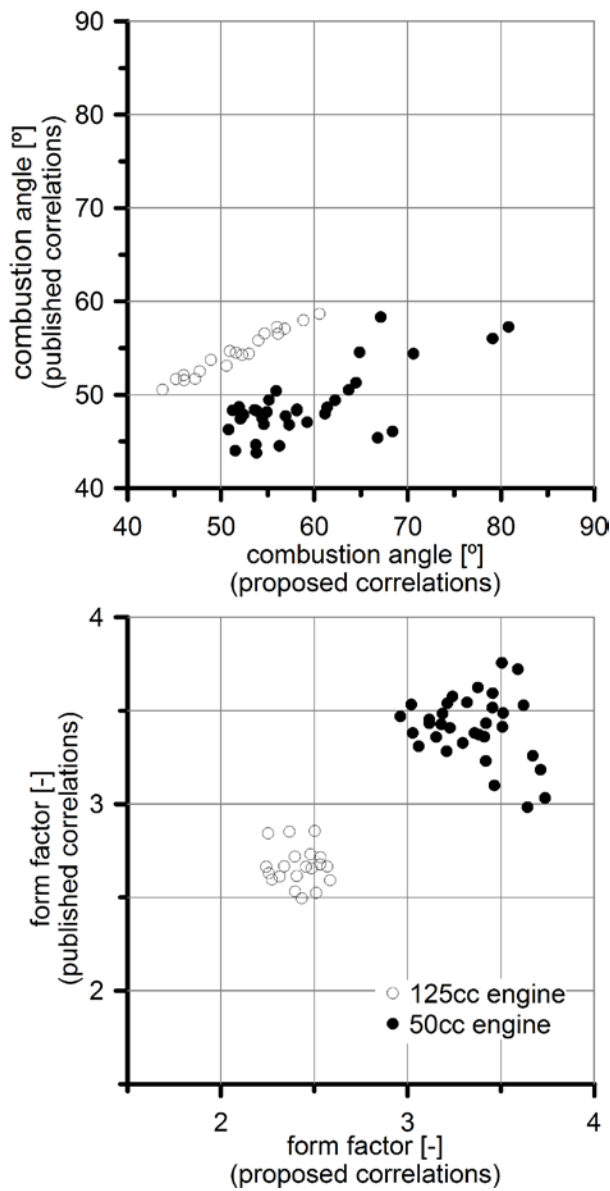 90
80
70
60
50
40
combustion angle [º]
(published correlations)
40 50 60 70 80 90
combustion angle [º]
(proposed correlations)
4
3
2
form factor [-]
(published correlations)
125cc engine
50cc engine
2 3 4
form factor [-]
(proposed correlations)